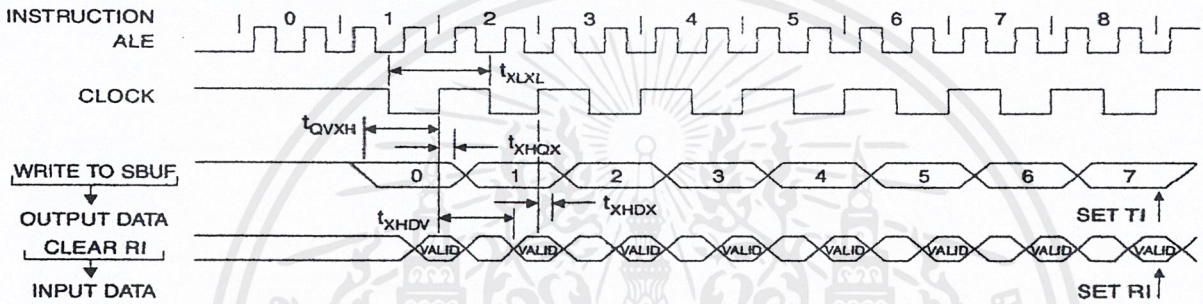 INSTRUCTION 0 1 2 3 4 5 6 7 8
ALE
tXLXL
CLOCK
tQVXH
tXHQX
WRITE TO SBUF 0 1 2 3 4 5 6 7
tXHDX
OUTPUT DATA
SET TI
tXHDV
CLEAR RI VALID VALID VALID VALID VALID VALID VALID VALID
INPUT DATA
SET RI